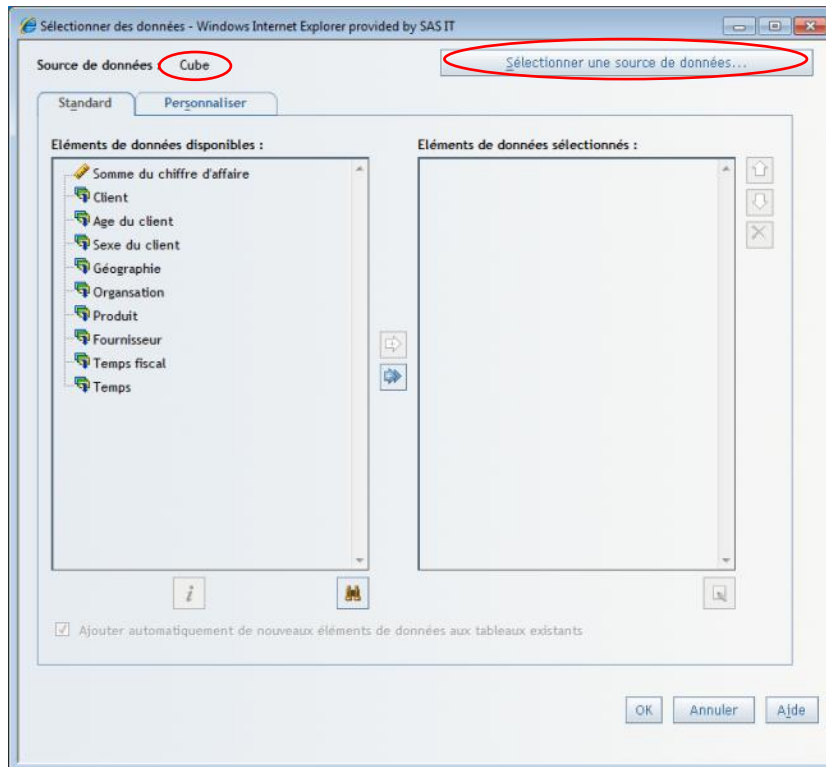 Sélectionner des données - Windows Internet Explorer provided by SAS IT
Source de données : Cube
Sélectionner une source de données...
Standard
Personnaliser
Eléments de données disponibles :
Eléments de données sélectionnés :
Somme du chiffre d'affaire
Client
Age du client
Sexe du client
Géographie
Organsation
Produit
Fournisseur
Temps fiscal
Temps
i
Ajouter automatiquement de nouveaux éléments de données aux tableaux existants
OK
Annuler
Aide